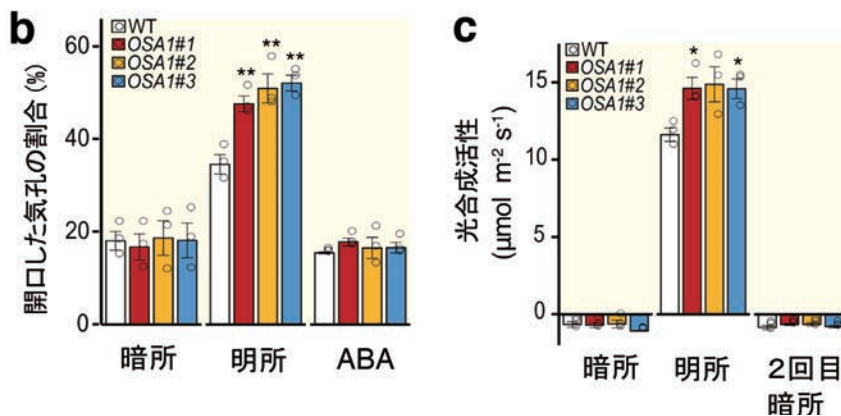 b
開口した気孔の割合 (%)
60
40
20
0
WT
OSA1#1
OSA1#2
OSA1#3
**
**
**
暗所
明所
ABA
c
光合成活性
(μmol m⁻² s⁻¹)
15
10
5
0
WT
OSA1#1
OSA1#2
OSA1#3
*
*
暗所
明所
2回目
暗所